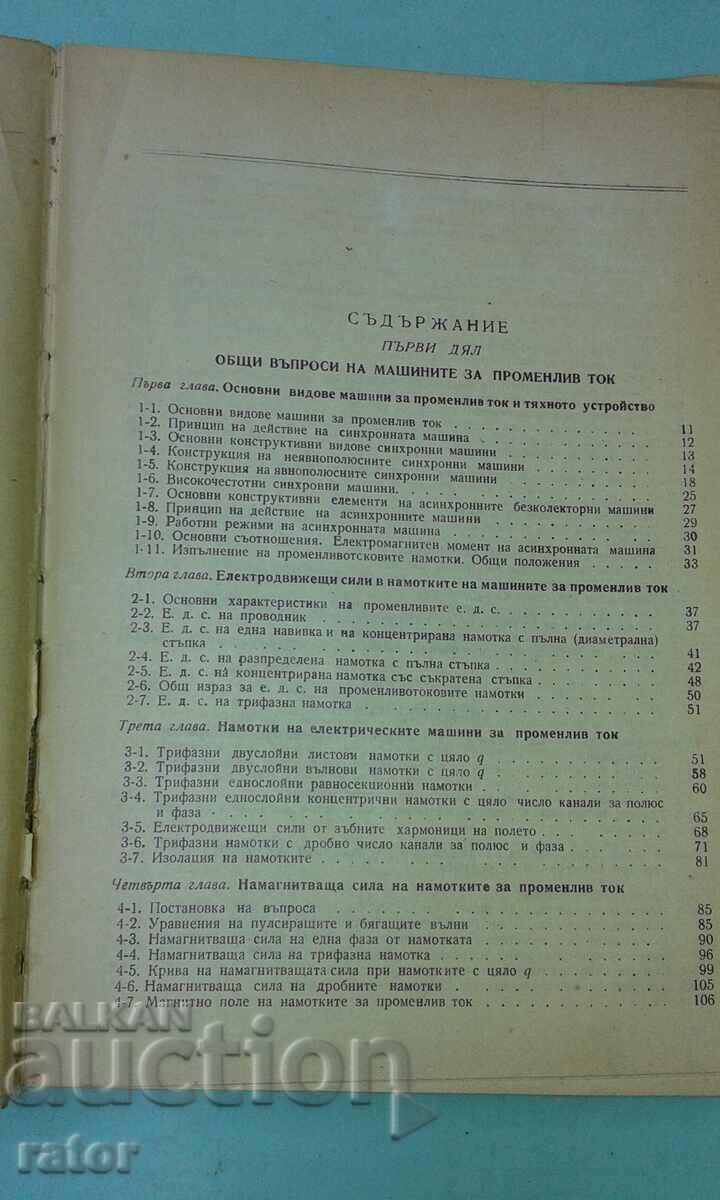 СЪДЪРЖАНИЕ
ПЪРВИ ДЯЛ
ОБЩИ ВЪПРОСИ НА МАШИНИТЕ ЗА ПРОМЕНЛИВ ТОК
Първа глава. Основни видове машини за променлив ток и тяхното устройство
1-1. Основни видове машини за променлив ток . . . . . . . . . . 11
1-2. Принцип на действие на синхронната машина . . . . . . . . . . 12
1-3. Основни конструктивни видове синхронни машини . . . . . . . . . 13
1-4. Конструкция на неявнополюсните синхронни машини . . . . . . . 14
1-5. Конструкция на явнополюсните синхронни машини . . . . . . . . 18
1-6. Височестотни синхронни машини. . . . . . . . . . . . . . 25
1-7. Основни конструктивни елементи на асинхронните безколекторни машини 27
1-8. Принцип на действие на асинхронните машини . . . . . . . . . 29
1-9. Работни режими на асинхронната машина . . . . . . . . . . . 30
1-10. Основни съотношения. Електромагнитен момент на асинхронната машина 31
1-11. Изпълнение на променливотоковите намотки. Общи положения . . . . . 33
Втора глава. Електродвижещи сили в намотките на машините за променлив ток
2-1. Основни характеристики на променливите е. д. с. . . . . . . . . . 37
2-2. Е. д. с. на проводник . . . . . . . . . . . . . . . . . 37
2-3. Е. д. с. на една навивка и на концентрирана намотка с пълна (диаметрална)
стъпка . . . . . . . . . . . . . . . . . . . . . . . 41
2-4. Е. д. с. на разпределена намотка с пълна стъпка . . . . . . . . . 42
2-5. Е. д. с. на концентрирана намотка със съкратена стъпка . . . . . . 48
2-6. Общ израз за е. д. с. на променливотоковите намотки . . . . . . . 50
2-7. Е. д. с. на трифазна намотка . . . . . . . . . . . . . . . 51
Трета глава. Намотки на електрическите машини за променлив ток
3-1. Трифазни двуслойни листови намотки с цяло q . . . . . . . . . . 51
3-2. Трифазни двуслойни вълнови намотки с цяло q . . . . . . . . . . 58
3-3. Трифазни еднослойни равносекционни намотки . . . . . . . . . . 60
3-4. Трифазни еднослойни концентрични намотки с цяло число канали за полюс
и фаза . . . . . . . . . . . . . . . . . . . . . . . 65
3-5. Електродвижещи сили от зъбните хармоници на полето . . . . . . . 68
3-6. Трифазни намотки с дробно число канали за полюс и фаза . . . . . . 71
3-7. Изолация на намотките . . . . . . . . . . . . . . . . . 81
Четвърта глава. Намагнитваща сила на намотките за променлив ток
4-1. Постановка на въпроса . . . . . . . . . . . . . . . . . 85
4-2. Уравнения на пулсиращите и бягащите вълни . . . . . . . . . . 85
4-3. Намагнитваща сила на една фаза от намотката . . . . . . . . . . 90
4-4. Намагнитваща сила на трифазна намотка . . . . . . . . . . . . 96
4-5. Крива на намагнитващата сила при намотките с цяло q . . . . . . . 99
4-6. Намагнитваща сила на дробните намотки . . . . . . . . . . . . 105
4-7. Магнитно поле на намотките за променлив ток . . . . . . . . . . 106
BALKAN
auction
rator